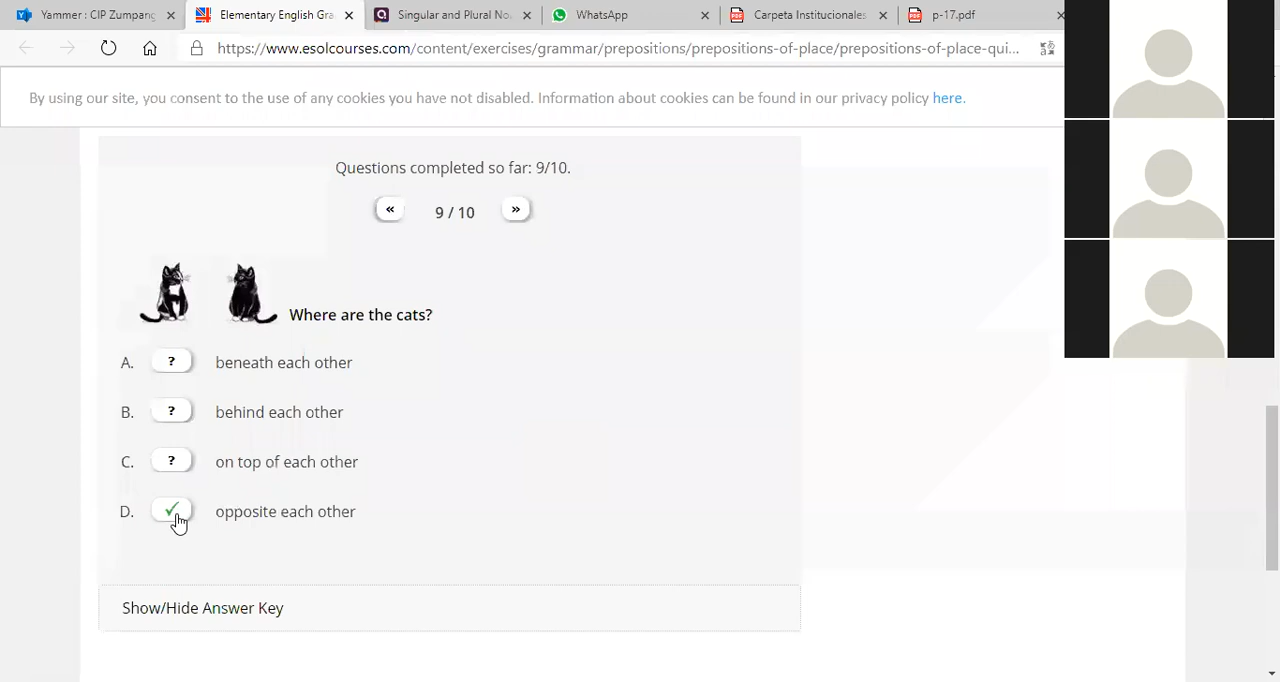 Yammer : CIP Zumpang
Elementary English Gra
Singular and Plural No
WhatsApp
Carpeta Institucionales
p-17.pdf
https://www.esolcourses.com/content/exercises/grammar/prepositions/prepositions-of-place/prepositions-of-place-qui...
By using our site, you consent to the use of any cookies you have not disabled. Information about cookies can be found in our privacy policy here.
Questions completed so far: 9/10.
« 9 / 10 »
Where are the cats?
A. ? beneath each other
B. ? behind each other
C. ? on top of each other
D. ✓ opposite each other
Show/Hide Answer Key